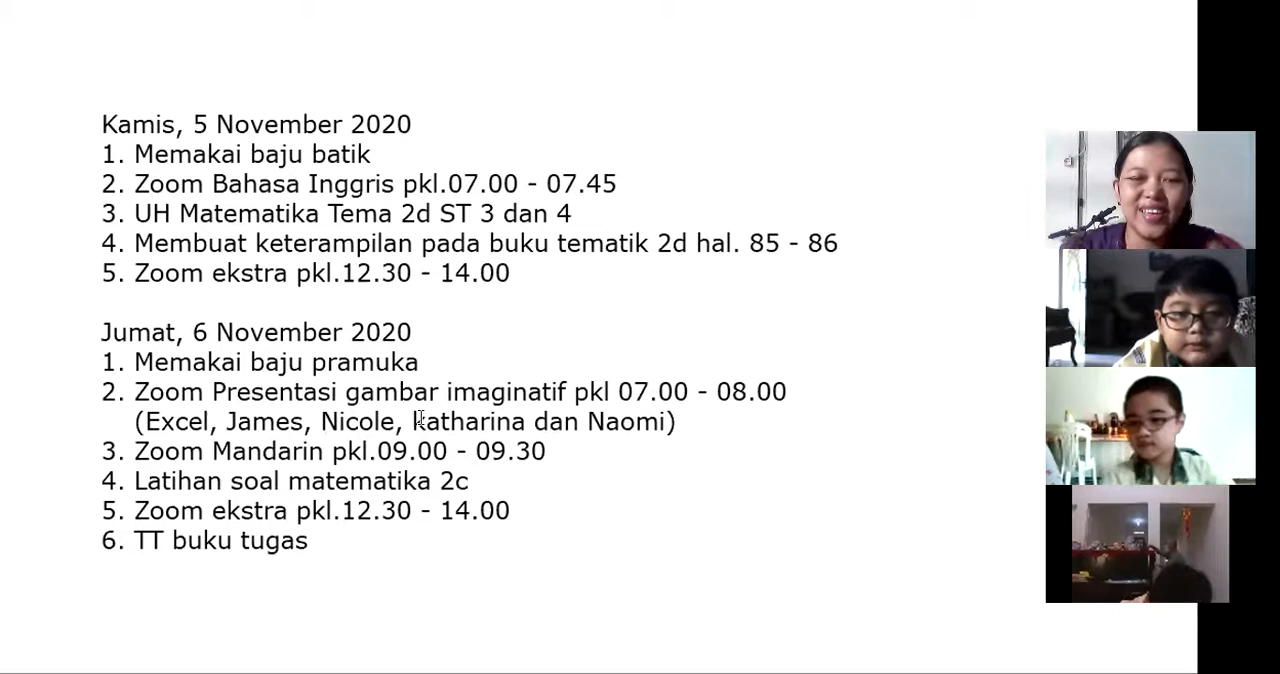 Kamis, 5 November 2020
1. Memakai baju batik
2. Zoom Bahasa Inggris pkl.07.00 - 07.45
3. UH Matematika Tema 2d ST 3 dan 4
4. Membuat keterampilan pada buku tematik 2d hal. 85 - 86
5. Zoom ekstra pkl.12.30 - 14.00
Jumat, 6 November 2020
1. Memakai baju pramuka
2. Zoom Presentasi gambar imaginatif pkl 07.00 - 08.00
(Excel, James, Nicole, Katharina dan Naomi)
3. Zoom Mandarin pkl.09.00 - 09.30
4. Latihan soal matematika 2c
5. Zoom ekstra pkl.12.30 - 14.00
6. TT buku tugas